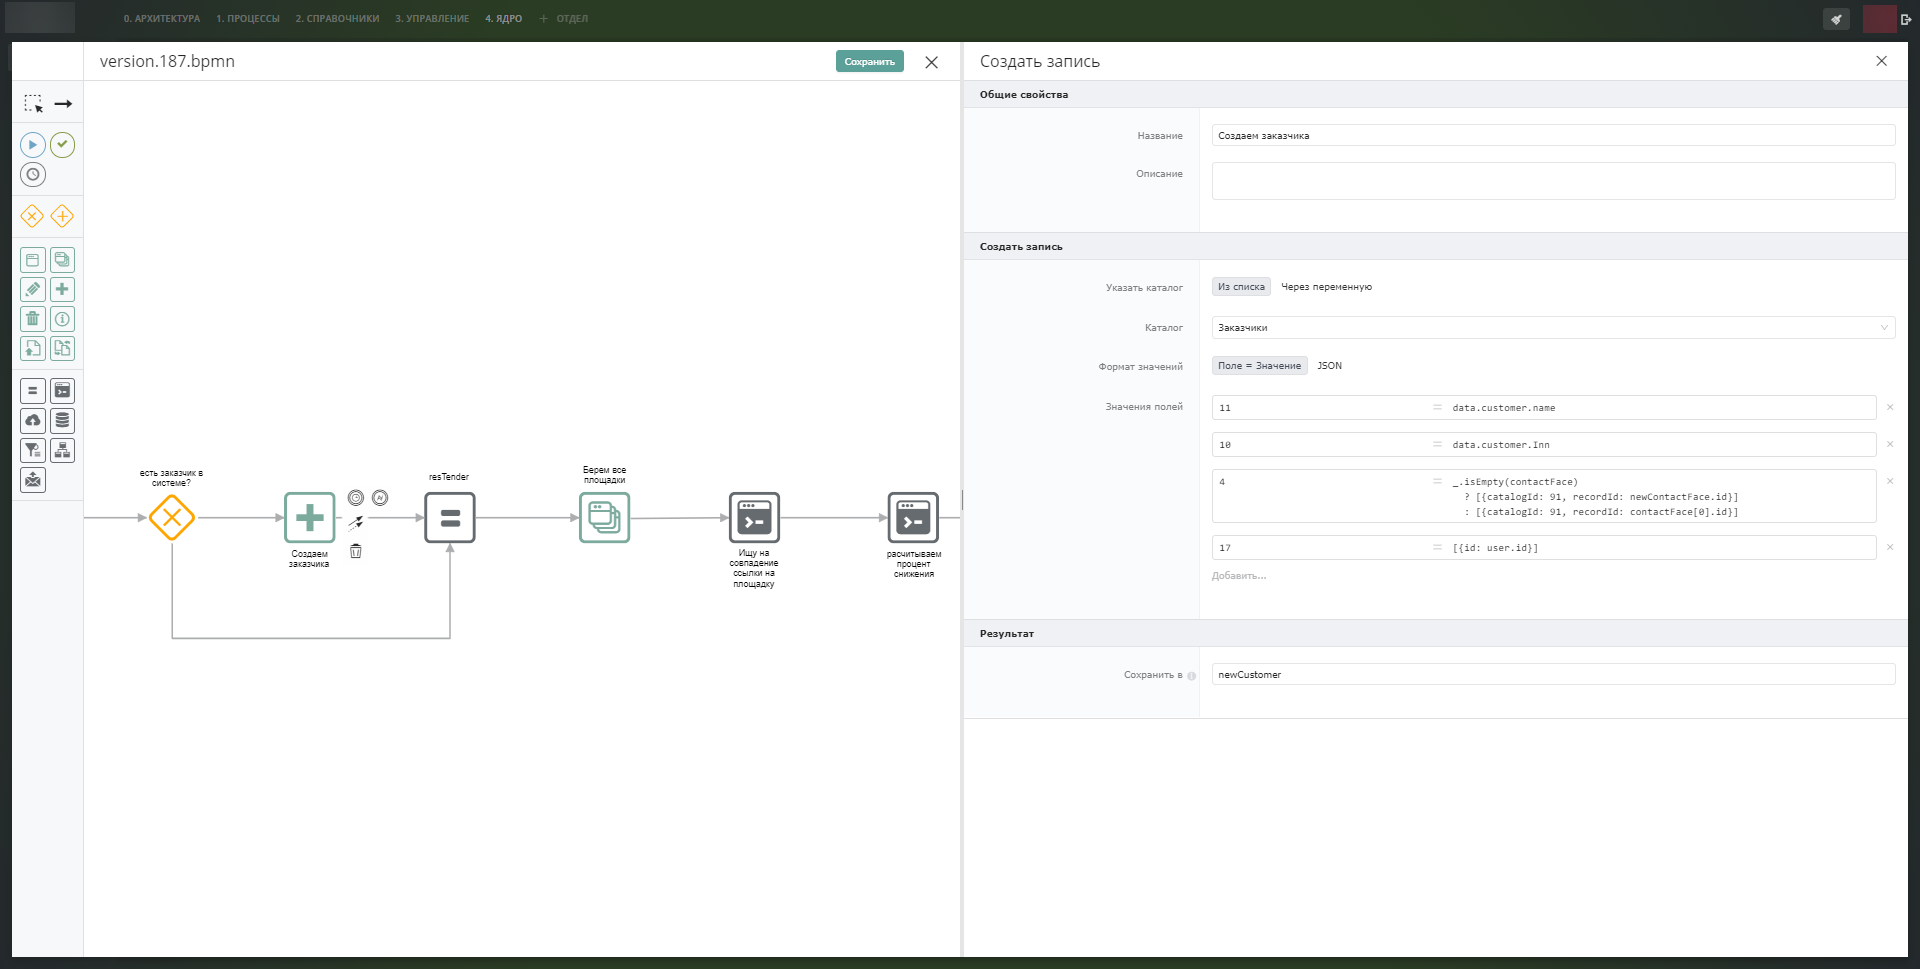 0. АРХИТЕКТУРА 1. ПРОЦЕССЫ 2. СПРАВОЧНИКИ 3. УПРАВЛЕНИЕ 4. ЯДРО + ОТДЕЛ
version.187.bpmn
Сохранить
есть заказчик в
системе?
Создаем
заказчика
resTender
Берем все
площадки
Ищу на
совпадение
ссылки на
площадку
расчитываем
процент
снижения
Создать запись
Общие свойства
Название
Создаем заказчика
Описание
Создать запись
Указать каталог
Из списка Через переменную
Каталог
Заказчики
Формат значений
Поле = Значение JSON
Значения полей
11 = data.customer.name
10 = data.customer.Inn
4 = _.isEmpty(contactFace)
? [{catalogId: 91, recordId: newContactFace.id}]
: [{catalogId: 91, recordId: contactFace[0].id}]
17 = [{id: user.id}]
Добавить...
Результат
Сохранить в
newCustomer